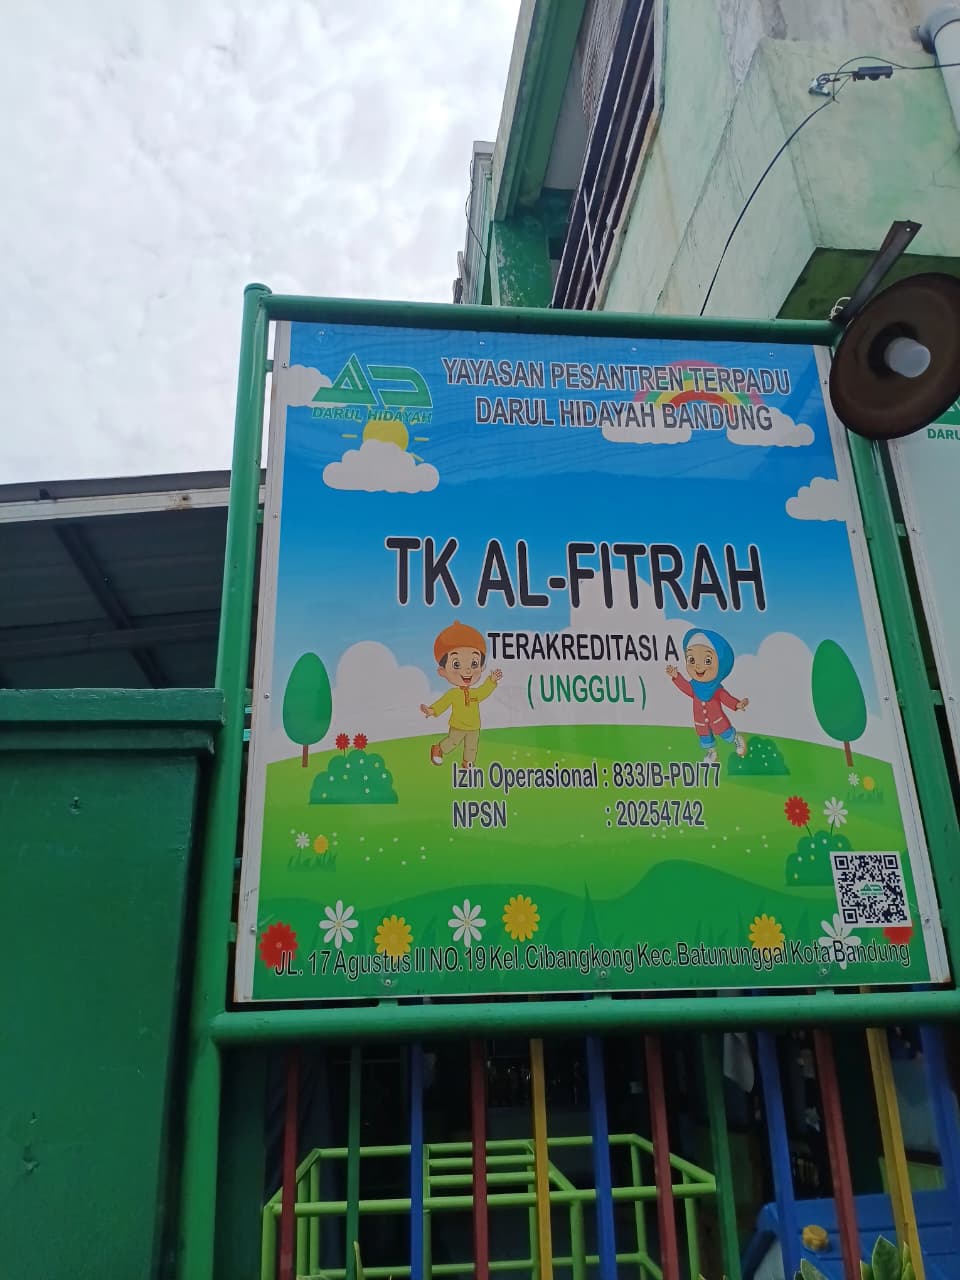 DARUL HIDAYAH
YAYASAN PESANTREN TERPADU
DARUL HIDAYAH BANDUNG
TK AL-FITRAH
TERAKREDITASI A
( UNGGUL )
Izin Operasional : 833/B-PD/77
NPSN : 20254742
JL. 17 Agustus II NO.19 Kel.Cibangkong Kec.Batununggal Kota Bandung